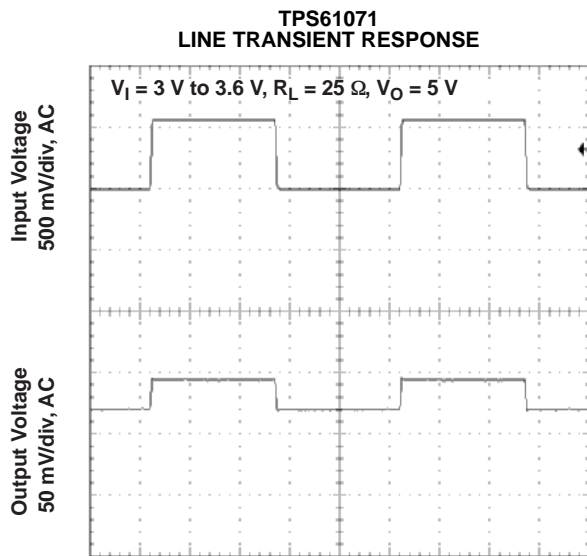 TPS61071
LINE TRANSIENT RESPONSE
V_I = 3 V to 3.6 V, R_L = 25 Ω, V_O = 5 V
Input Voltage
500 mV/div, AC
Output Voltage
50 mV/div, AC